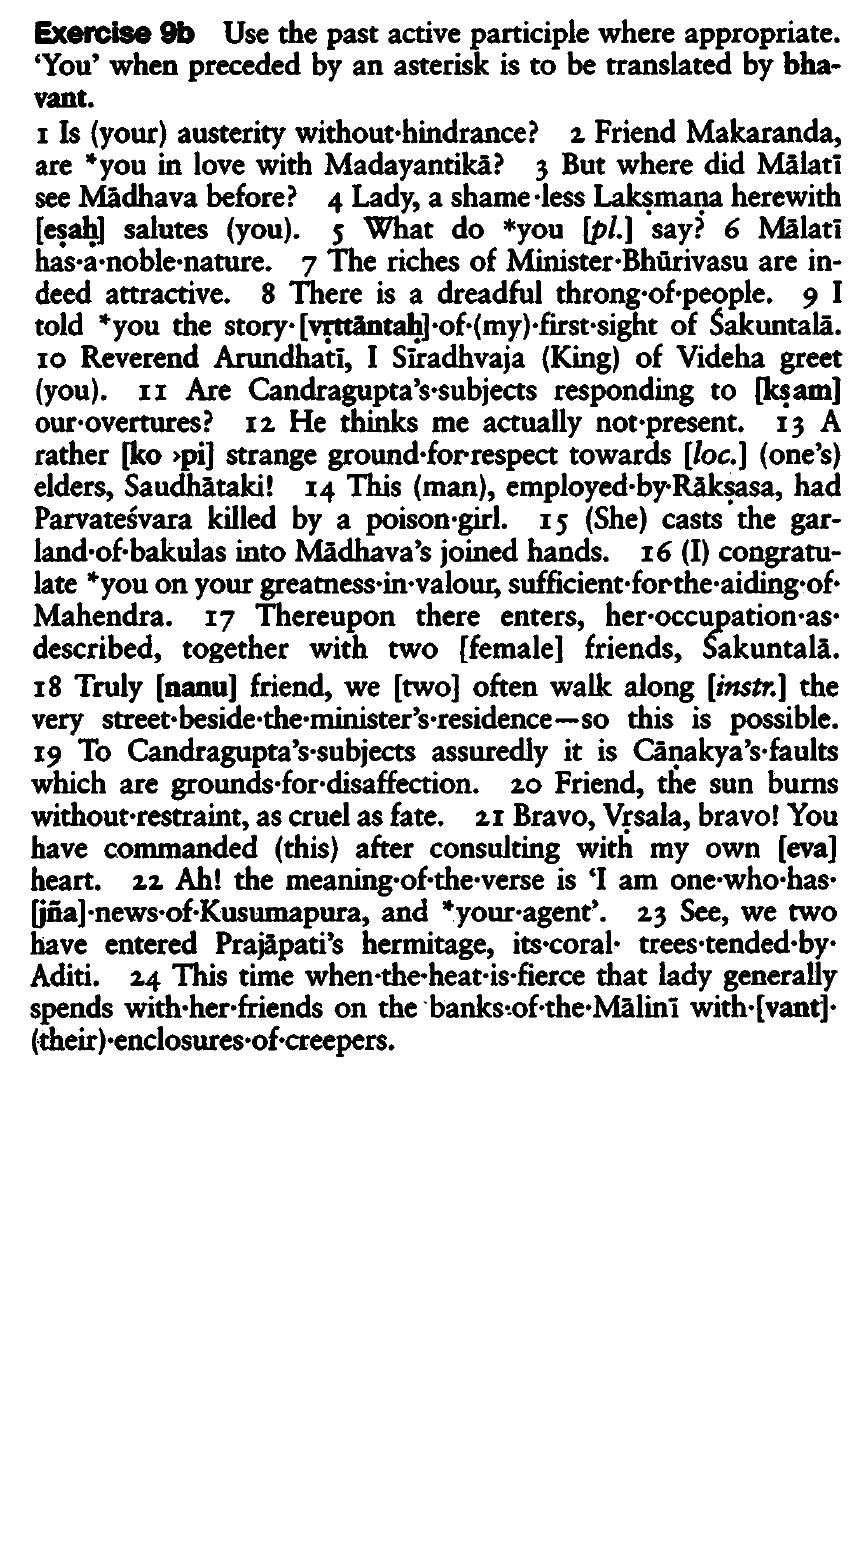 Exercise 9b Use the past active participle where appropriate.
‘You’ when preceded by an asterisk is to be translated by bha-
vant.
1 Is (your) austerity without·hindrance? 2 Friend Makaranda,
are *you in love with Madayantikā? 3 But where did Mālatī
see Mādhava before? 4 Lady, a shame·less Lakṣmaṇa herewith
[eṣaḥ] salutes (you). 5 What do *you [pl.] say? 6 Mālatī
has·a·noble·nature. 7 The riches of Minister·Bhūrivasu are in-
deed attractive. 8 There is a dreadful throng·of·people. 9 I
told *you the story·[vṛttāntaḥ]·of·(my)·first·sight of Śakuntalā.
10 Reverend Arundhatī, I Sīradhvaja (King) of Videha greet
(you). 11 Are Candragupta’s·subjects responding to [kṣam]
our·overtures? 12 He thinks me actually not·present. 13 A
rather [ko ›pi] strange ground·for·respect towards [loc.] (one’s)
elders, Saudhātaki! 14 This (man), employed·by·Rākṣasa, had
Parvateśvara killed by a poison·girl. 15 (She) casts the gar-
land·of·bakulas into Mādhava’s joined hands. 16 (I) congratu-
late *you on your greatness·in·valour, sufficient·for·the·aiding·of·
Mahendra. 17 Thereupon there enters, her·occupation·as·
described, together with two [female] friends, Śakuntalā.
18 Truly [nanu] friend, we [two] often walk along [instr.] the
very street·beside·the·minister’s·residence—so this is possible.
19 To Candragupta’s·subjects assuredly it is Cāṇakya’s·faults
which are grounds·for·disaffection. 20 Friend, the sun burns
without·restraint, as cruel as fate. 21 Bravo, Vṛsala, bravo! You
have commanded (this) after consulting with my own [eva]
heart. 22 Ah! the meaning·of·the·verse is ‘I am one·who·has·
[jña]·news·of·Kusumapura, and *your·agent’. 23 See, we two
have entered Prajāpati’s hermitage, its·coral· trees·tended·by·
Aditi. 24 This time when·the·heat·is·fierce that lady generally
spends with·her·friends on the banks·of·the·Mālinī with·[vant]·
(their)·enclosures·of·creepers.